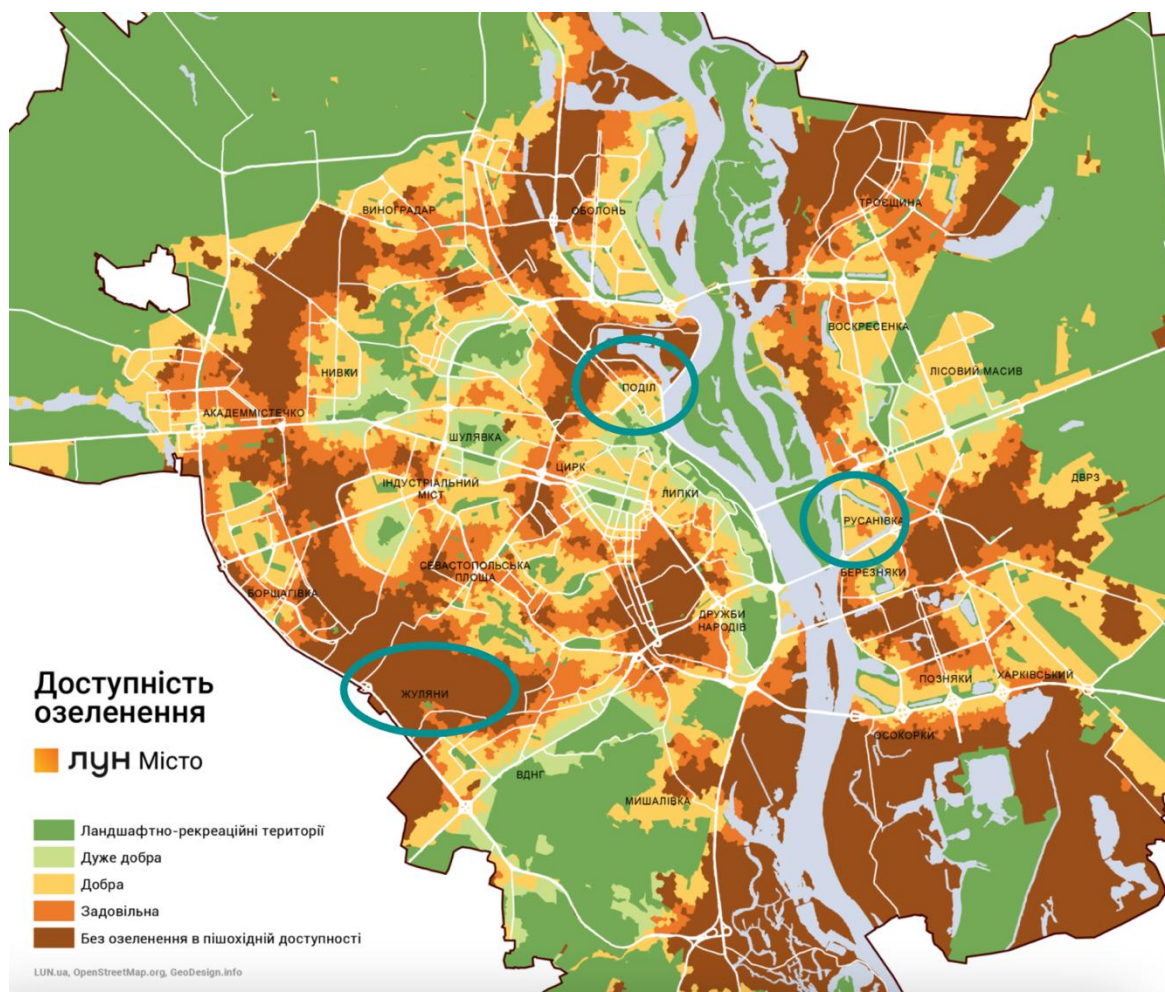 ТРОЄЩИНА
ВИНОГРАДАР
ОБОЛОНЬ
ВОСКРЕСЕНКА
НИВКИ
ЛІСОВИЙ МАСИВ
ПОДІЛ
АКАДЕММІСТЕЧКО
ШУЛЯВКА
ЦИРК
ДВРЗ
ІНДУСТРІАЛЬНИЙ
МІСТ
ЛИПКИ
РУСАНІВКА
СЕВАСТОПОЛЬСЬКА
ПЛОЩА
БЕРЕЗНЯКИ
БОРЩАГІВКА
ДРУЖБИ
НАРОДІВ
ПОЗНЯКИ
ХАРКІВСЬКИЙ
ЖУЛЯНИ
ОСОКОРКИ
ВДНГ
МИШАЛІВКА
Доступність
озеленення
лун Місто
Ландшафтно-рекреаційні території
Дуже добра
Добра
Задовільна
Без озеленення в пішохідній доступності
LUN.ua, OpenStreetMap.org, GeoDesign.info